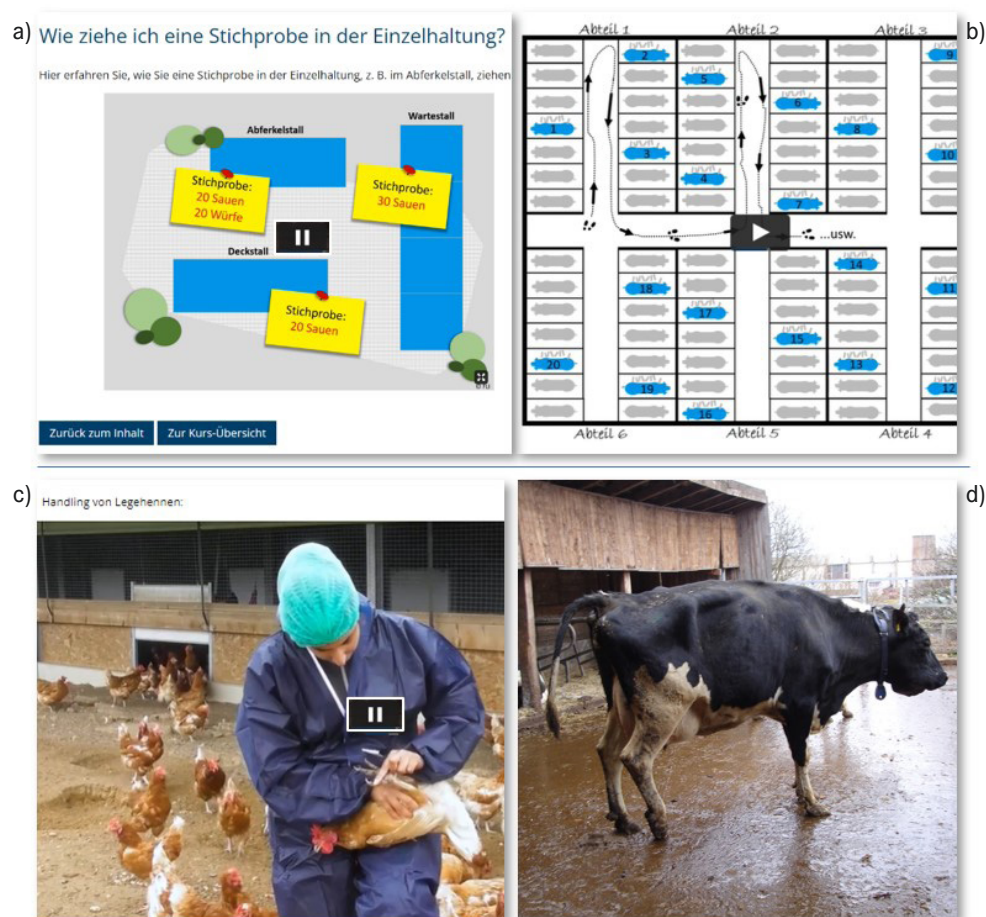 a)
Wie ziehe ich eine Stichprobe in der Einzelhaltung?
Hier erfahren Sie, wie Sie eine Stichprobe in der Einzelhaltung, z. B. im Abferkelstall, ziehen
Abferkelstall
Wartestall
Stichprobe:
20 Sauen
20 Würfe
Stichprobe:
30 Sauen
Deckstall
Stichprobe:
20 Sauen
Zurück zum Inhalt
Zur Kurs-Übersicht
b)
Abteil 1
Abteil 2
Abteil 3
2
9
5
6
1
8
3
10
4
7
...usw.
14
18
11
17
15
20
13
19
12
16
Abteil 6
Abteil 5
Abteil 4
c)
Handling von Legehennen:
d)